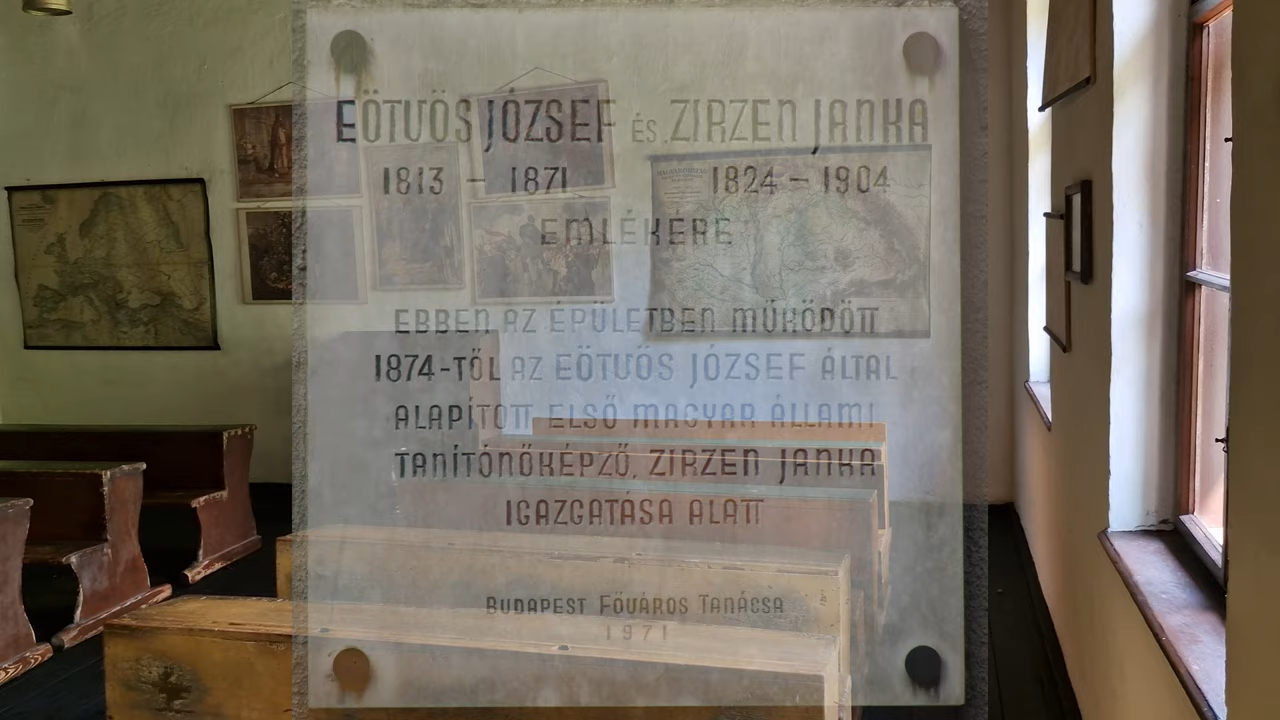 EÖTVÖS JÓZSEF ÉS ZIRZEN JANKA
1813 – 1871 1824 – 1904
EMLÉKÉRE
EBBEN AZ ÉPÜLETBEN MŰKÖDÖTT
1874-TŐL AZ EÖTVÖS JÓZSEF ÁLTAL
ALAPÍTOTT ELSŐ MAGYAR ÁLLAMI
TANÍTÓNŐKÉPZŐ, ZIRZEN JANKA
IGAZGATÁSA ALATT
BUDAPEST FŐVÁROS TANÁCSA
1971
MAGYARORSZÁG